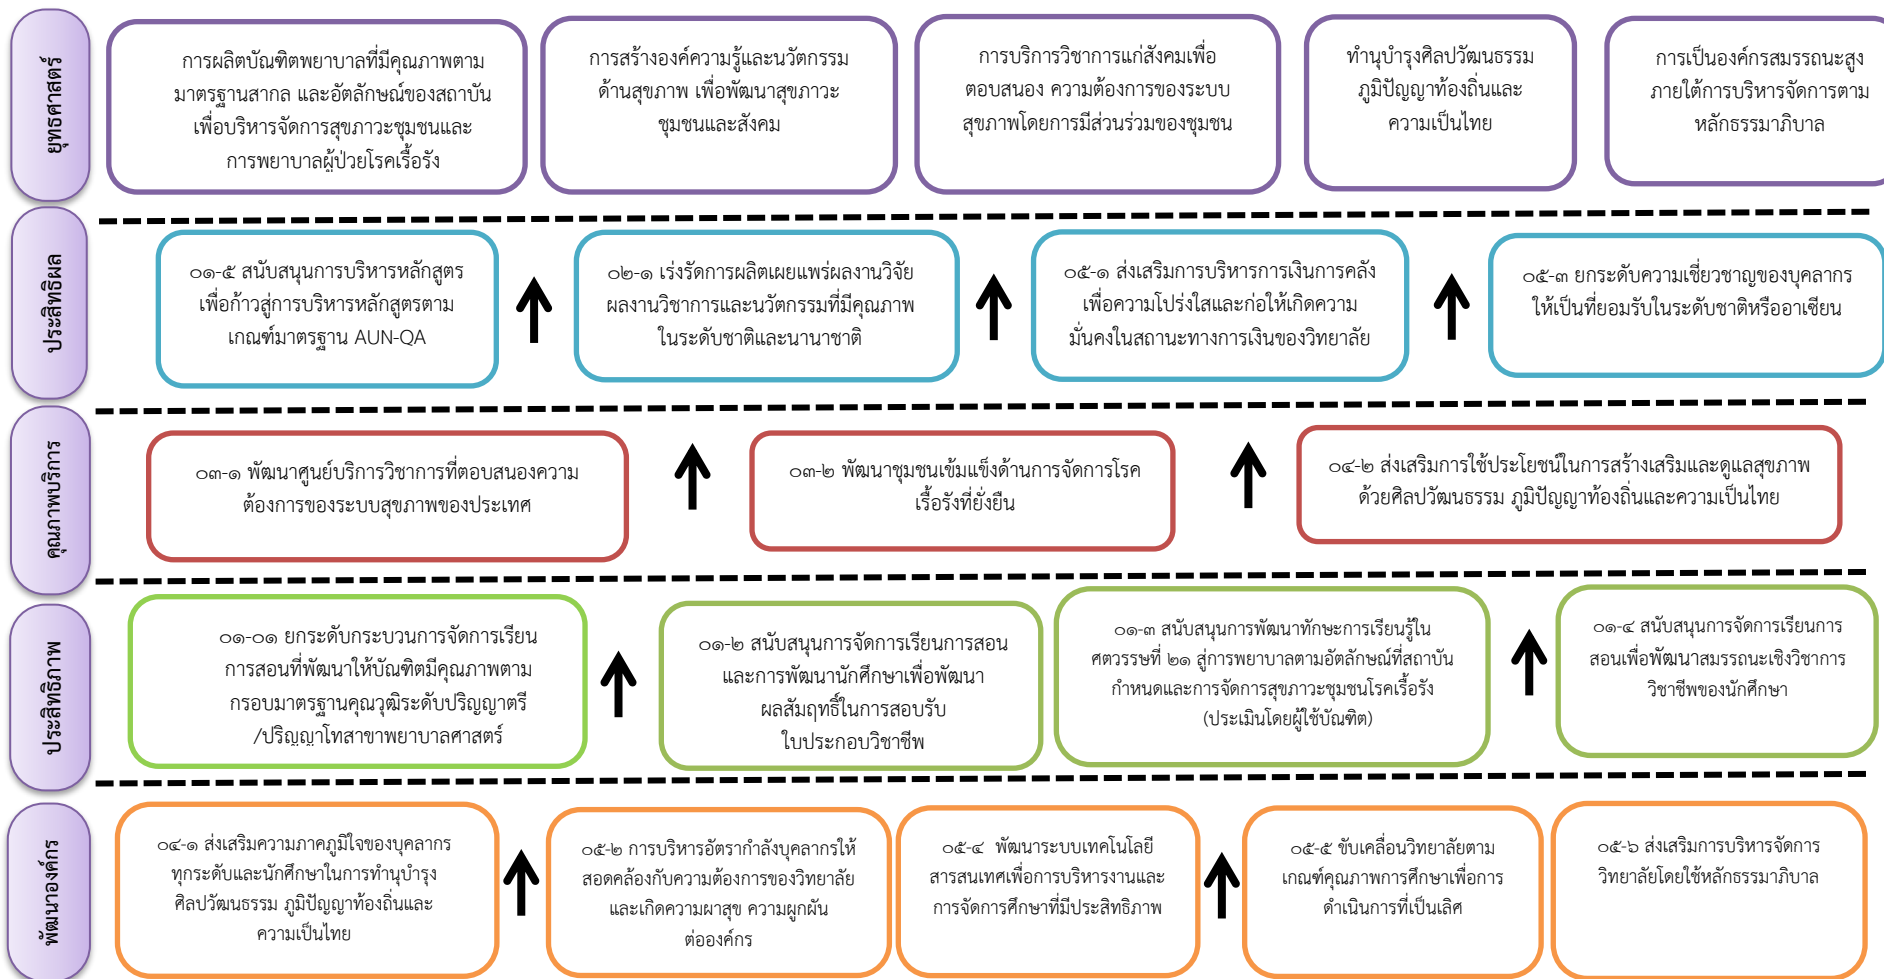 ยุทธศาสตร์
การผลิตบัณฑิตพยาบาลที่มีคุณภาพตาม
มาตรฐานสากล และอัตลักษณ์ของสถาบัน
เพื่อบริหารจัดการสุขภาวะชุมชนและ
การพยาบาลผู้ป่วยโรคเรื้อรัง
การสร้างองค์ความรู้และนวัตกรรม
ด้านสุขภาพ เพื่อพัฒนาสุขภาวะ
ชุมชนและสังคม
การบริการวิชาการแก่สังคมเพื่อ
ตอบสนอง ความต้องการของระบบ
สุขภาพโดยการมีส่วนร่วมของชุมชน
ทำนุบำรุงศิลปวัฒนธรรม
ภูมิปัญญาท้องถิ่นและ
ความเป็นไทย
การเป็นองค์กรสมรรถนะสูง
ภายใต้การบริหารจัดการตาม
หลักธรรมาภิบาล
ประสิทธิผล
๐๑-๕ สนับสนุนการบริหารหลักสูตร
เพื่อก้าวสู่การบริหารหลักสูตรตาม
เกณฑ์มาตรฐาน AUN-QA
๐๒-๑ เร่งรัดการผลิตเผยแพร่ผลงานวิจัย
ผลงานวิชาการและนวัตกรรมที่มีคุณภาพ
ในระดับชาติและนานาชาติ
๐๕-๑ ส่งเสริมการบริหารการเงินการคลัง
เพื่อความโปร่งใสและก่อให้เกิดความ
มั่นคงในสถานะทางการเงินของวิทยาลัย
๐๕-๓ ยกระดับความเชี่ยวชาญของบุคลากร
ให้เป็นที่ยอมรับในระดับชาติหรืออาเซียน
คุณภาพบริการ
๐๓-๑ พัฒนาศูนย์บริการวิชาการที่ตอบสนองความ
ต้องการของระบบสุขภาพของประเทศ
๐๓-๒ พัฒนาชุมชนเข้มแข็งด้านการจัดการโรค
เรื้อรังที่ยั่งยืน
๐๔-๒ ส่งเสริมการใช้ประโยชน์ในการสร้างเสริมและดูแลสุขภาพ
ด้วยศิลปวัฒนธรรม ภูมิปัญญาท้องถิ่นและความเป็นไทย
ประสิทธิภาพ
๐๑-๐๑ ยกระดับกระบวนการจัดการเรียน
การสอนที่พัฒนาให้บัณฑิตมีคุณภาพตาม
กรอบมาตรฐานคุณวุฒิระดับปริญญาตรี
/ปริญญาโทสาขาพยาบาลศาสตร์
๐๑-๒ สนับสนุนการจัดการเรียนการสอน
และการพัฒนานักศึกษาเพื่อพัฒนา
ผลสัมฤทธิ์ในการสอบรับ
ใบประกอบวิชาชีพ
๐๑-๓ สนับสนุนการพัฒนาทักษะการเรียนรู้ใน
ศตวรรษที่ ๒๑ สู่การพยาบาลตามอัตลักษณ์ที่สถาบัน
กำหนดและการจัดการสุขภาวะชุมชนโรคเรื้อรัง
(ประเมินโดยผู้ใช้บัณฑิต)
๐๑-๔ สนับสนุนการจัดการเรียนการ
สอนเพื่อพัฒนาสมรรถนะเชิงวิชาการ
วิชาชีพของนักศึกษา
พัฒนาองค์กร
๐๔-๑ ส่งเสริมความภาคภูมิใจของบุคลากร
ทุกระดับและนักศึกษาในการทำนุบำรุง
ศิลปวัฒนธรรม ภูมิปัญญาท้องถิ่นและ
ความเป็นไทย
๐๕-๒ การบริหารอัตรากำลังบุคลากรให้
สอดคล้องกับความต้องการของวิทยาลัย
และเกิดความผาสุข ความผูกผัน
ต่อองค์กร
๐๕-๔ พัฒนาระบบเทคโนโลยี
สารสนเทศเพื่อการบริหารงานและ
การจัดการศึกษาที่มีประสิทธิภาพ
๐๕-๕ ขับเคลื่อนวิทยาลัยตาม
เกณฑ์คุณภาพการศึกษาเพื่อการ
ดำเนินการที่เป็นเลิศ
๐๕-๖ ส่งเสริมการบริหารจัดการ
วิทยาลัยโดยใช้หลักธรรมาภิบาล